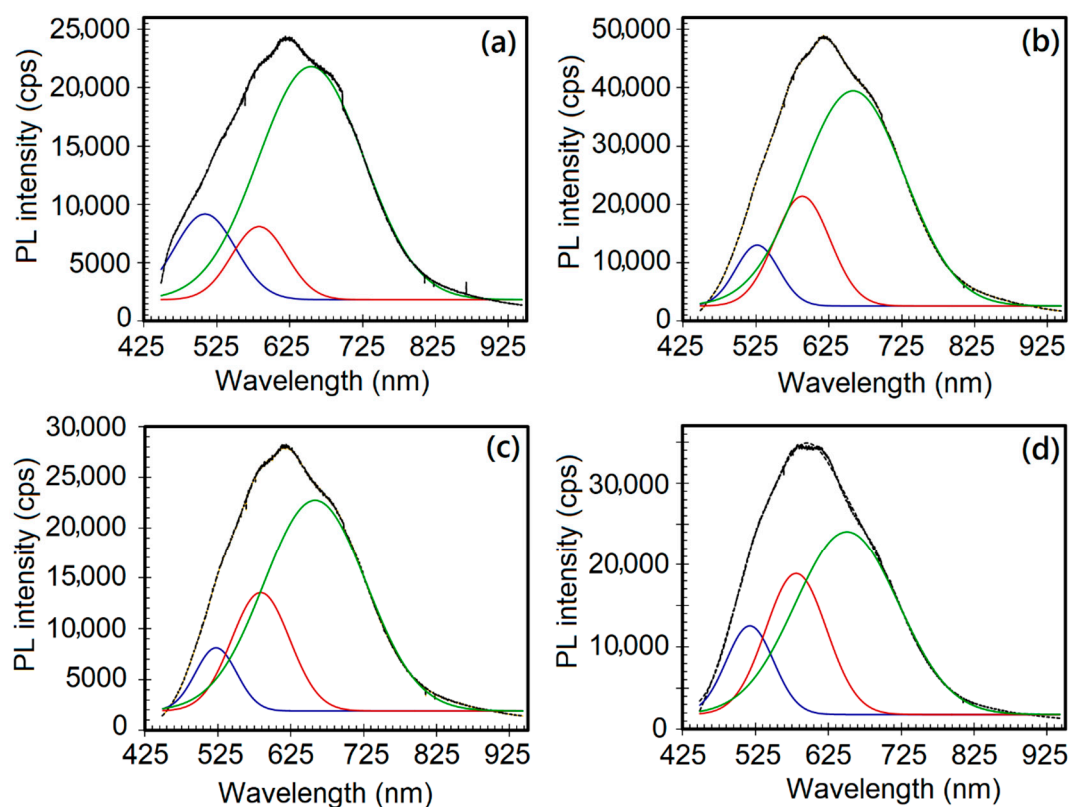 (a)
PL intensity (cps)
25,000
20,000
15,000
10,000
5000
0
425 525 625 725 825 925
Wavelength (nm)
(b)
PL intensity (cps)
50,000
40,000
30,000
20,000
10,000
0
425 525 625 725 825 925
Wavelength (nm)
(c)
PL intensity (cps)
30,000
25,000
20,000
15,000
10,000
5000
0
425 525 625 725 825 925
Wavelength (nm)
(d)
PL intensity (cps)
30,000
20,000
10,000
0
425 525 625 725 825 925
Wavelength (nm)